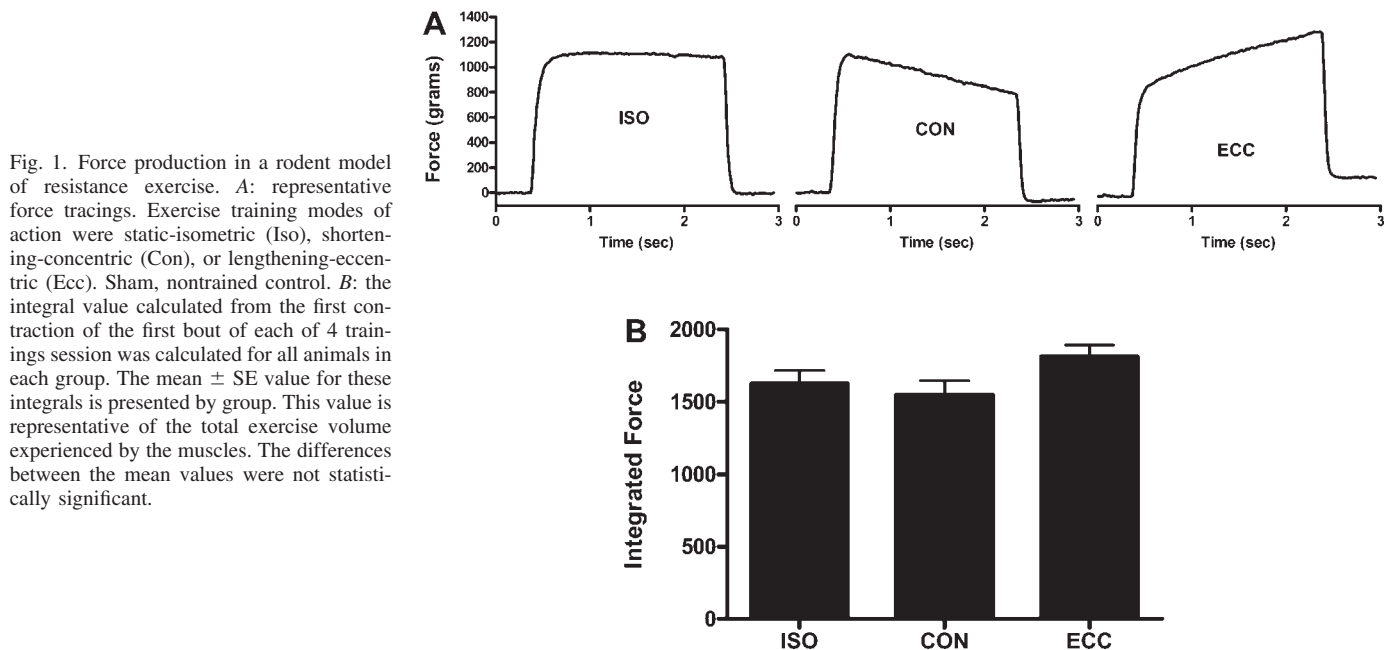 Fig. 1. Force production in a rodent model
of resistance exercise. A: representative
force tracings. Exercise training modes of
action were static-isometric (Iso), shorten-
ing-concentric (Con), or lengthening-eccen-
tric (Ecc). Sham, nontrained control. B: the
integral value calculated from the first con-
traction of the first bout of each of 4 train-
ings session was calculated for all animals in
each group. The mean ± SE value for these
integrals is presented by group. This value is
representative of the total exercise volume
experienced by the muscles. The differences
between the mean values were not statisti-
cally significant.
A
Force (grams)
1400
1200
1000
800
600
400
200
0
ISO
CON
ECC
0 1 2 3
0 1 2 3
0 1 2 3
Time (sec)
Time (sec)
Time (sec)
B
Integrated Force
2000
1500
1000
500
0
ISO CON ECC